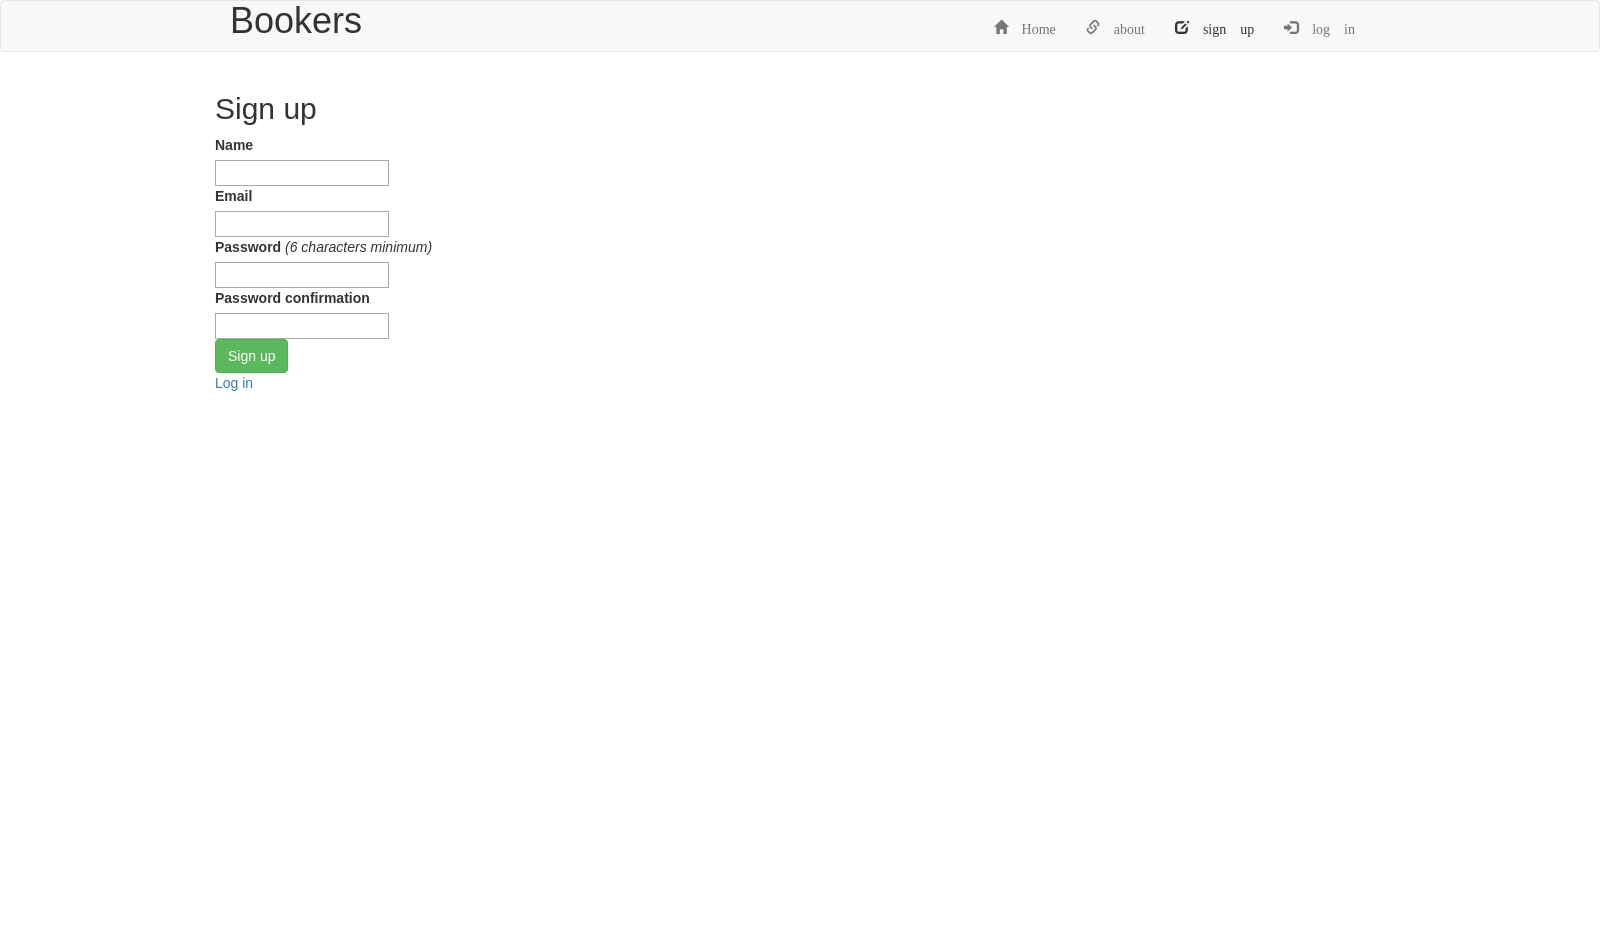 Bookers
Home about sign up log in
Sign up
Name
Email
Password (6 characters minimum)
Password confirmation
Sign up
Log in